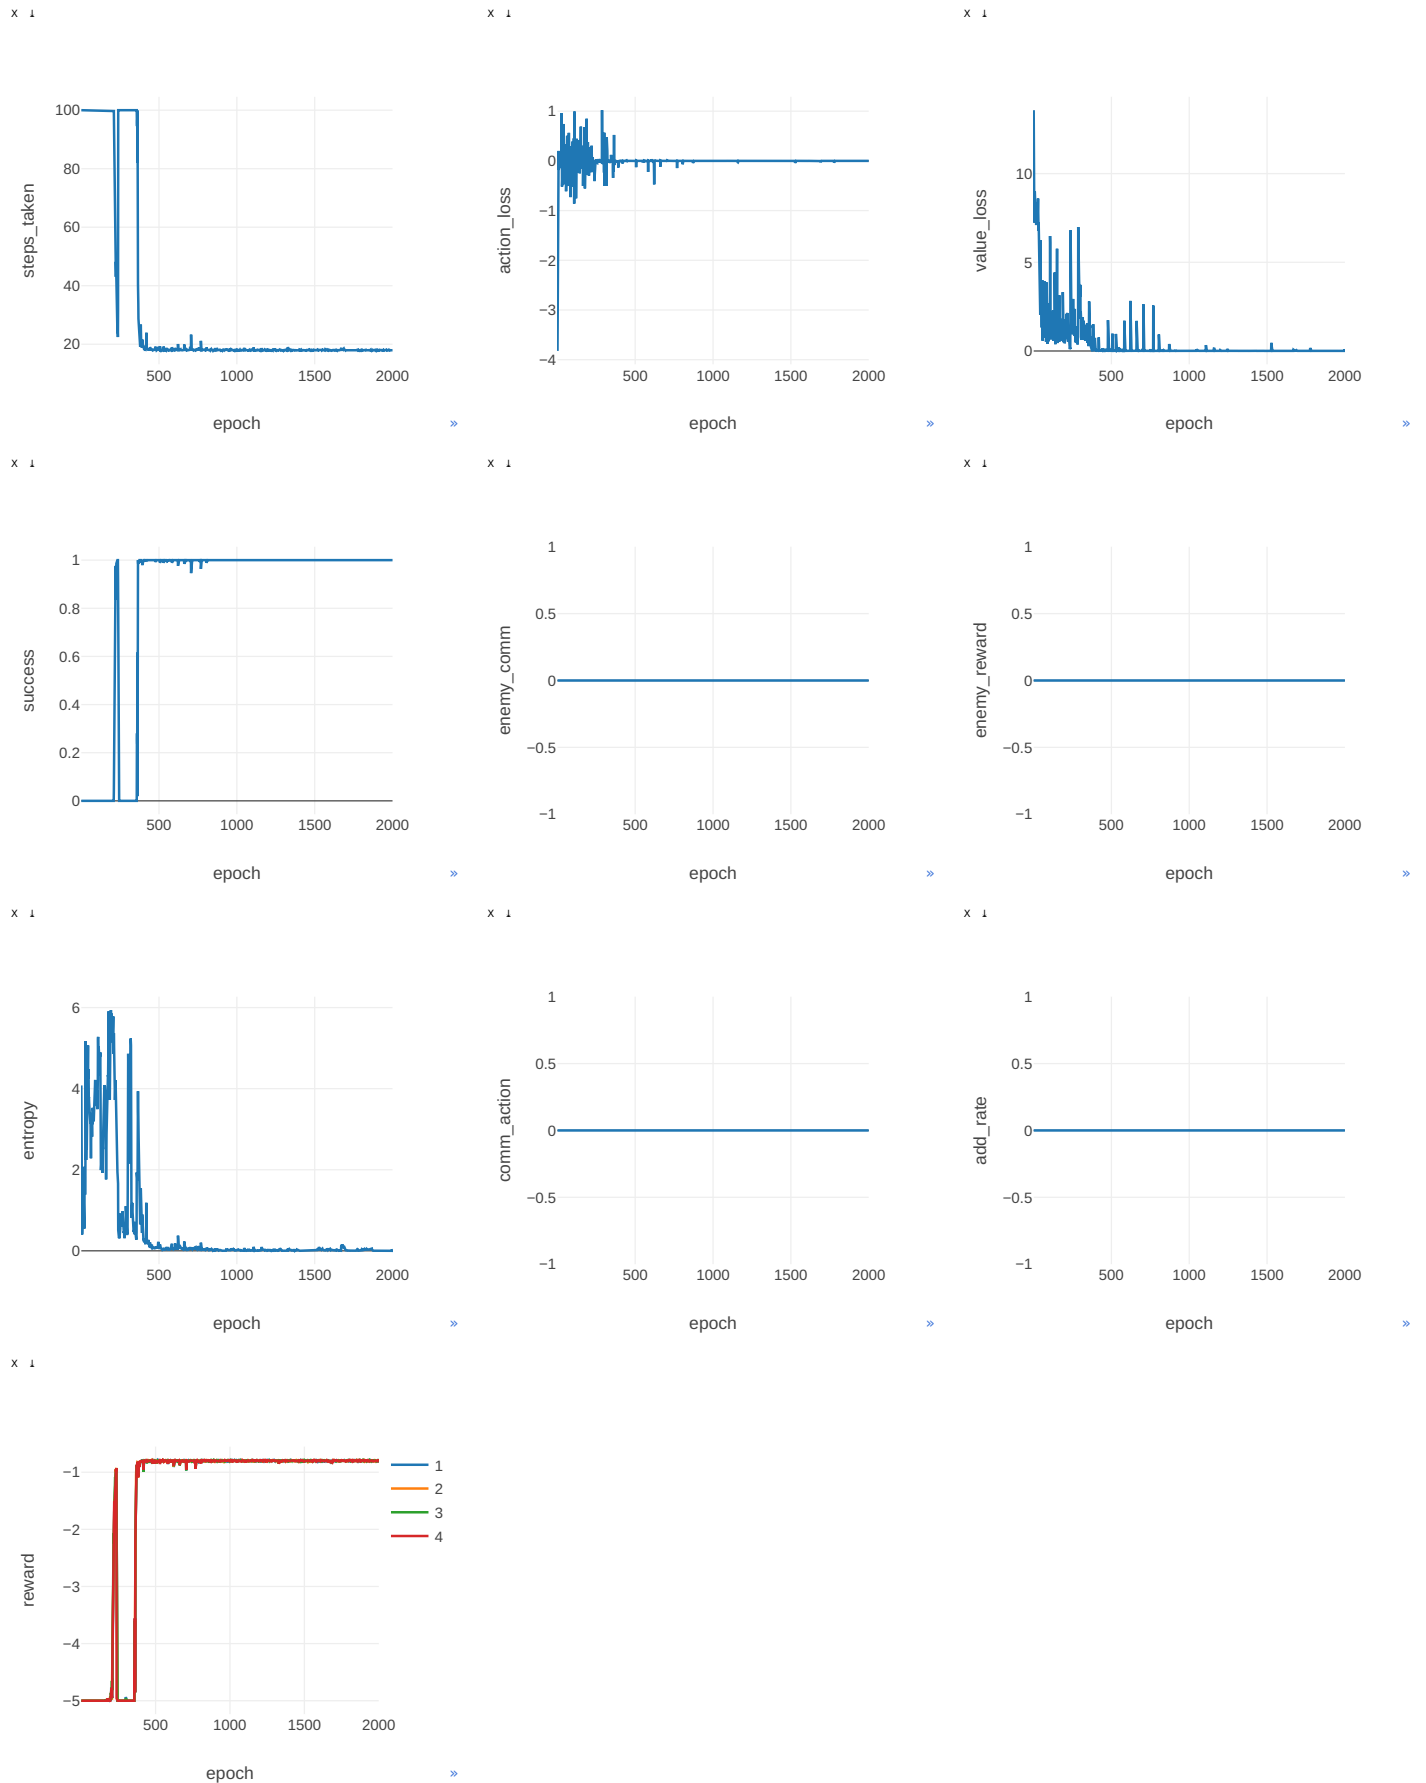 X ⤓ X ⤓ X ⤓
steps_taken
100
80
60
40
20
500 1000 1500 2000
epoch
»
action_loss
1
0
−1
−2
−3
−4
500 1000 1500 2000
epoch
»
value_loss
10
5
0
500 1000 1500 2000
epoch
»
X ⤓ X ⤓ X ⤓
success
1
0.8
0.6
0.4
0.2
0
500 1000 1500 2000
epoch
»
enemy_comm
1
0.5
0
−0.5
−1
500 1000 1500 2000
epoch
»
enemy_reward
1
0.5
0
−0.5
−1
500 1000 1500 2000
epoch
»
X ⤓ X ⤓ X ⤓
entropy
6
4
2
0
500 1000 1500 2000
epoch
»
comm_action
1
0.5
0
−0.5
−1
500 1000 1500 2000
epoch
»
add_rate
1
0.5
0
−0.5
−1
500 1000 1500 2000
epoch
»
X ⤓
reward
−1
−2
−3
−4
−5
500 1000 1500 2000
epoch
1
2
3
4
»